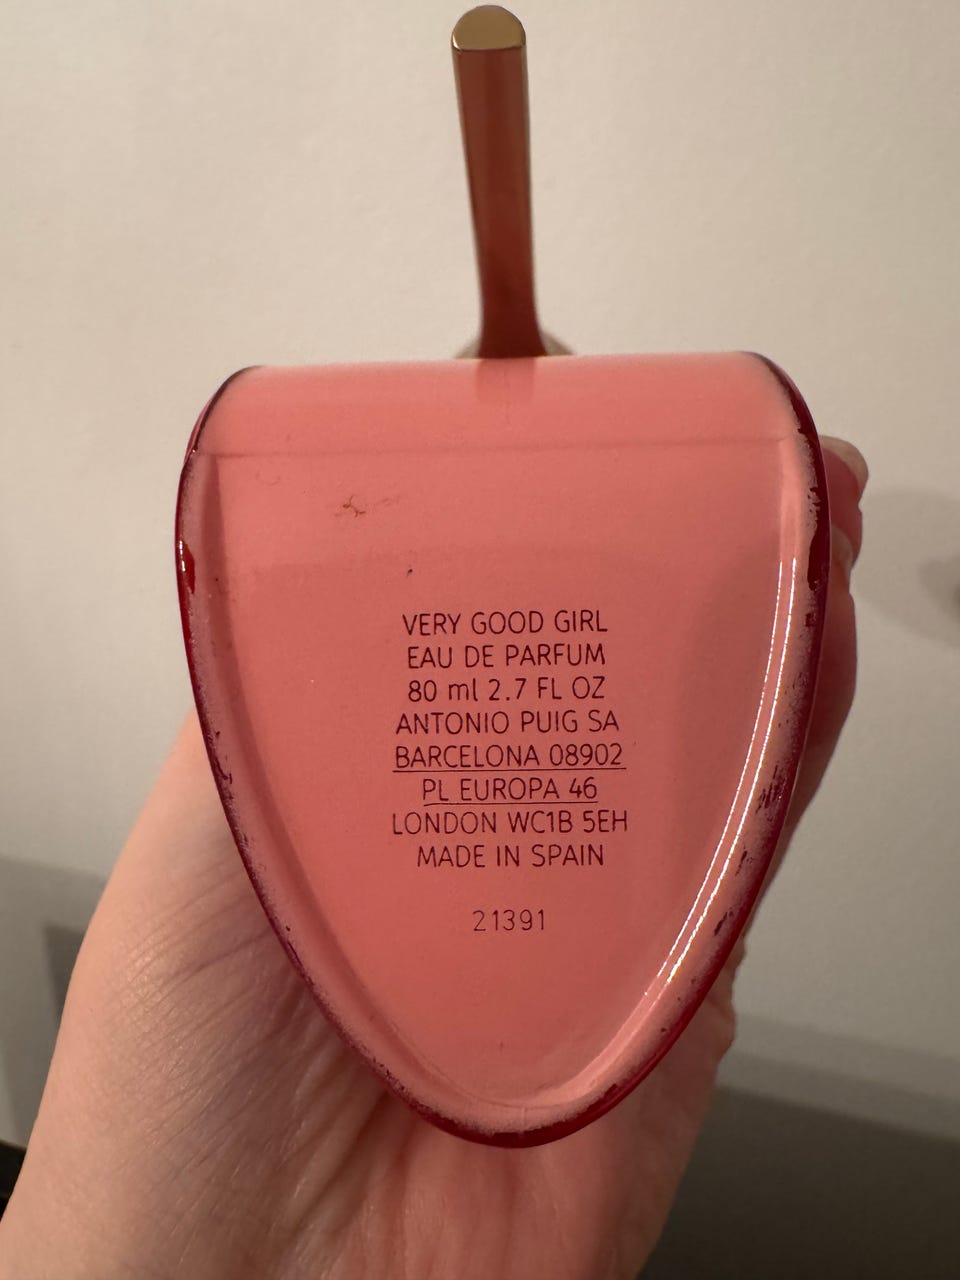 VERY GOOD GIRL
EAU DE PARFUM
80 ml 2.7 FL OZ
ANTONIO PUIG SA
BARCELONA 08902
PL EUROPA 46
LONDON WC1B 5EH
MADE IN SPAIN
21391